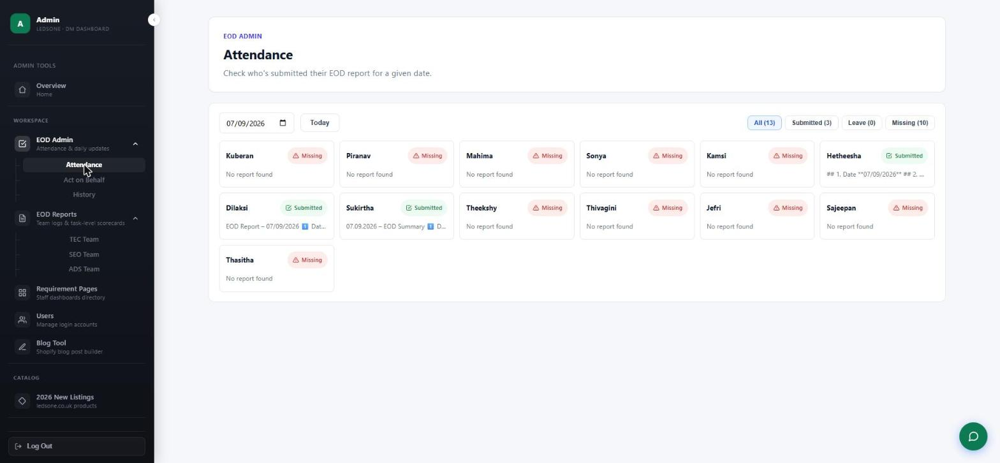 A
Admin
LEDSONE · DM DASHBOARD
ADMIN TOOLS
Overview
Home
WORKSPACE
EOD Admin
Attendance & daily updates
Attendance
Act on Behalf
History
EOD Reports
Team logs & task-level scorecards
TEC Team
SEO Team
ADS Team
Requirement Pages
Staff dashboards directory
Users
Manage login accounts
Blog Tool
Shopify blog post builder
CATALOG
2026 New Listings
ledsone.co.uk products
Log Out
EOD ADMIN
Attendance
Check who's submitted their EOD report for a given date.
07/09/2026 Today All (13) Submitted (3) Leave (0) Missing (10)
Kuberan Missing
No report found
Piranav Missing
No report found
Mahima Missing
No report found
Sonya Missing
No report found
Kamsi Missing
No report found
Hetheesha Submitted
## 1. Date **07/09/2026** ## 2. ...
Dilaksi Submitted
EOD Report – 07/09/2026 1️⃣ Dat...
Sukirtha Submitted
07.09.2026 – EOD Summary 1️⃣ D...
Theekshy Missing
No report found
Thivagini Missing
No report found
Jefri Missing
No report found
Sajeepan Missing
No report found
Thasitha Missing
No report found